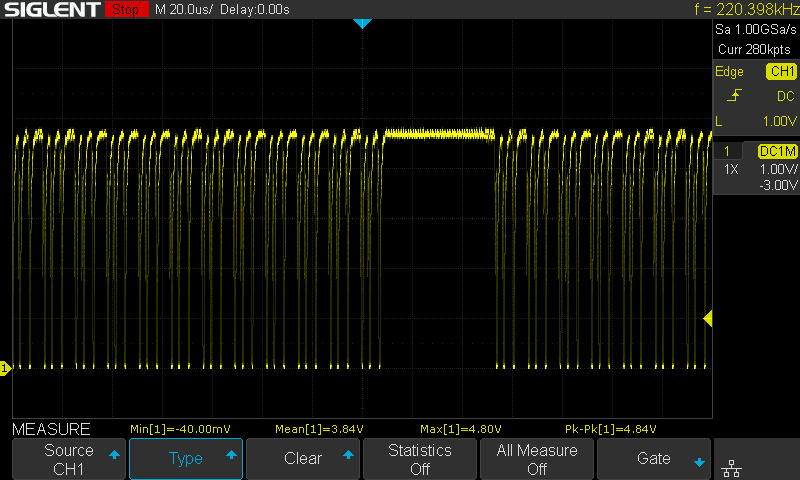 SIGLENT Stop M 20.0us/ Delay:0.00s f = 220.398kHz
Sa 1.00GSa/s
Curr 280kpts
Edge CH1
DC
L 1.00V
1 DC1M
1X 1.00V/
-3.00V
1
MEASURE Min[1]=-40.00mV Mean[1]=3.84V Max[1]=4.80V Pk-Pk[1]=4.84V
Source
CH1
Type
Clear
Statistics
Off
All Measure
Off
Gate